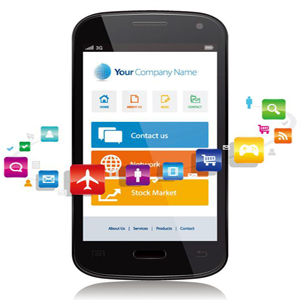 3G
Your Company Name
HOME
ABOUT US
BLOG
CONTACT
Contact us
Network
Stock Market
About Us | Services | Products | Contact